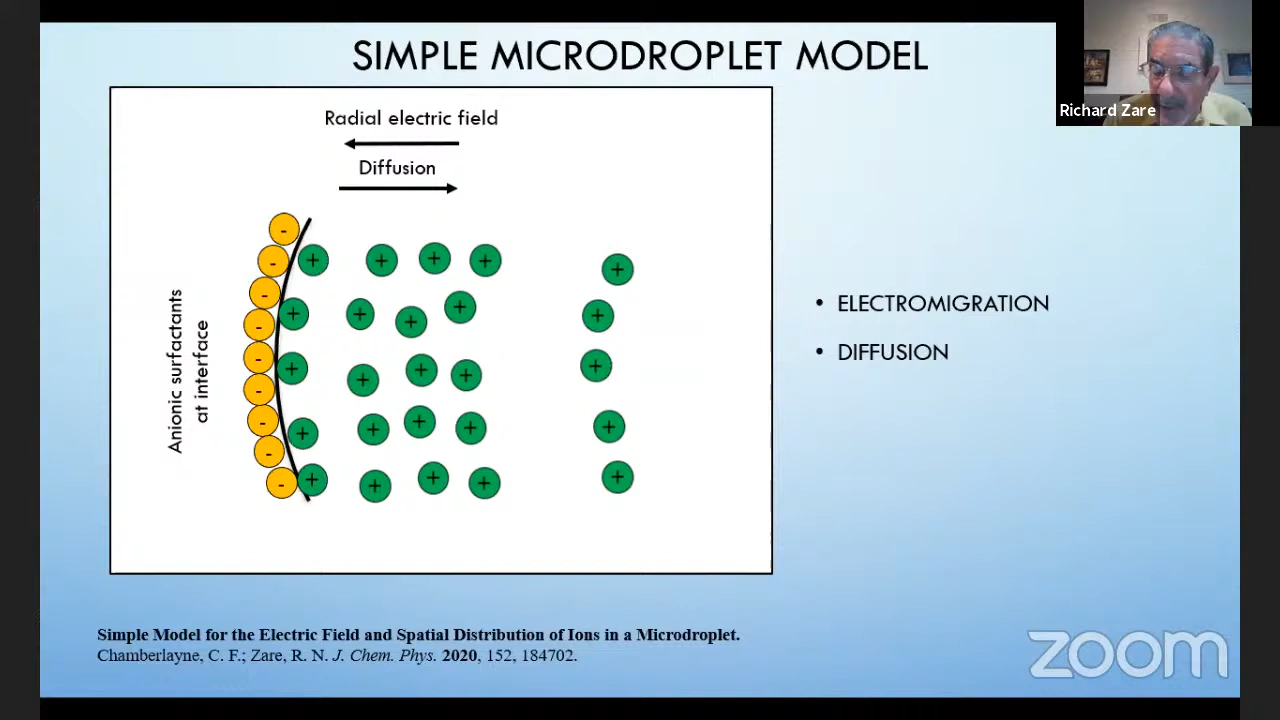 SIMPLE MICRODROPLET MODEL
Richard Zare
Radial electric field
Diffusion
Anionic surfactants
at interface
- + + + +
- +
- + + + +
- +
- + + + +
- +
- + + + +
- +
- + + + +
• ELECTROMIGRATION
• DIFFUSION
Simple Model for the Electric Field and Spatial Distribution of Ions in a Microdroplet.
Chamberlayne, C. F.; Zare, R. N. J. Chem. Phys. 2020, 152, 184702.
zoom